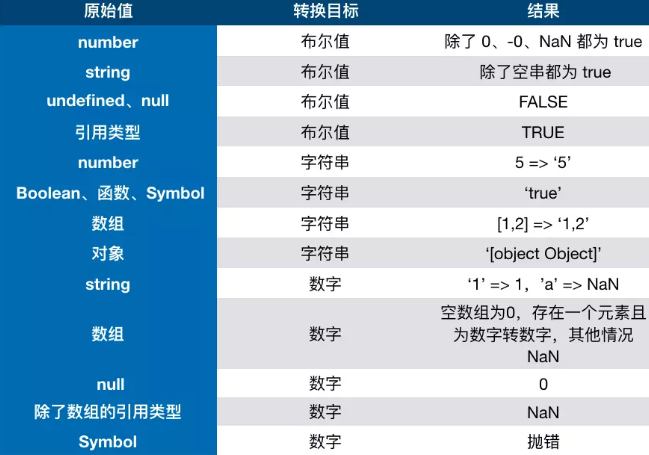 原始值 转换目标 结果
number 布尔值 除了 0、-0、NaN 都为 true
string 布尔值 除了空串都为 true
undefined、null 布尔值 FALSE
引用类型 布尔值 TRUE
number 字符串 5 => ‘5’
Boolean、函数、Symbol 字符串 ‘true’
数组 字符串 [1,2] => ‘1,2’
对象 字符串 ‘[object Object]’
string 数字 ‘1’ => 1，’a’ => NaN
数组 数字 空数组为0，存在一个元素且
为数字转数字，其他情况
NaN
null 数字 0
除了数组的引用类型 数字 NaN
Symbol 数字 抛错